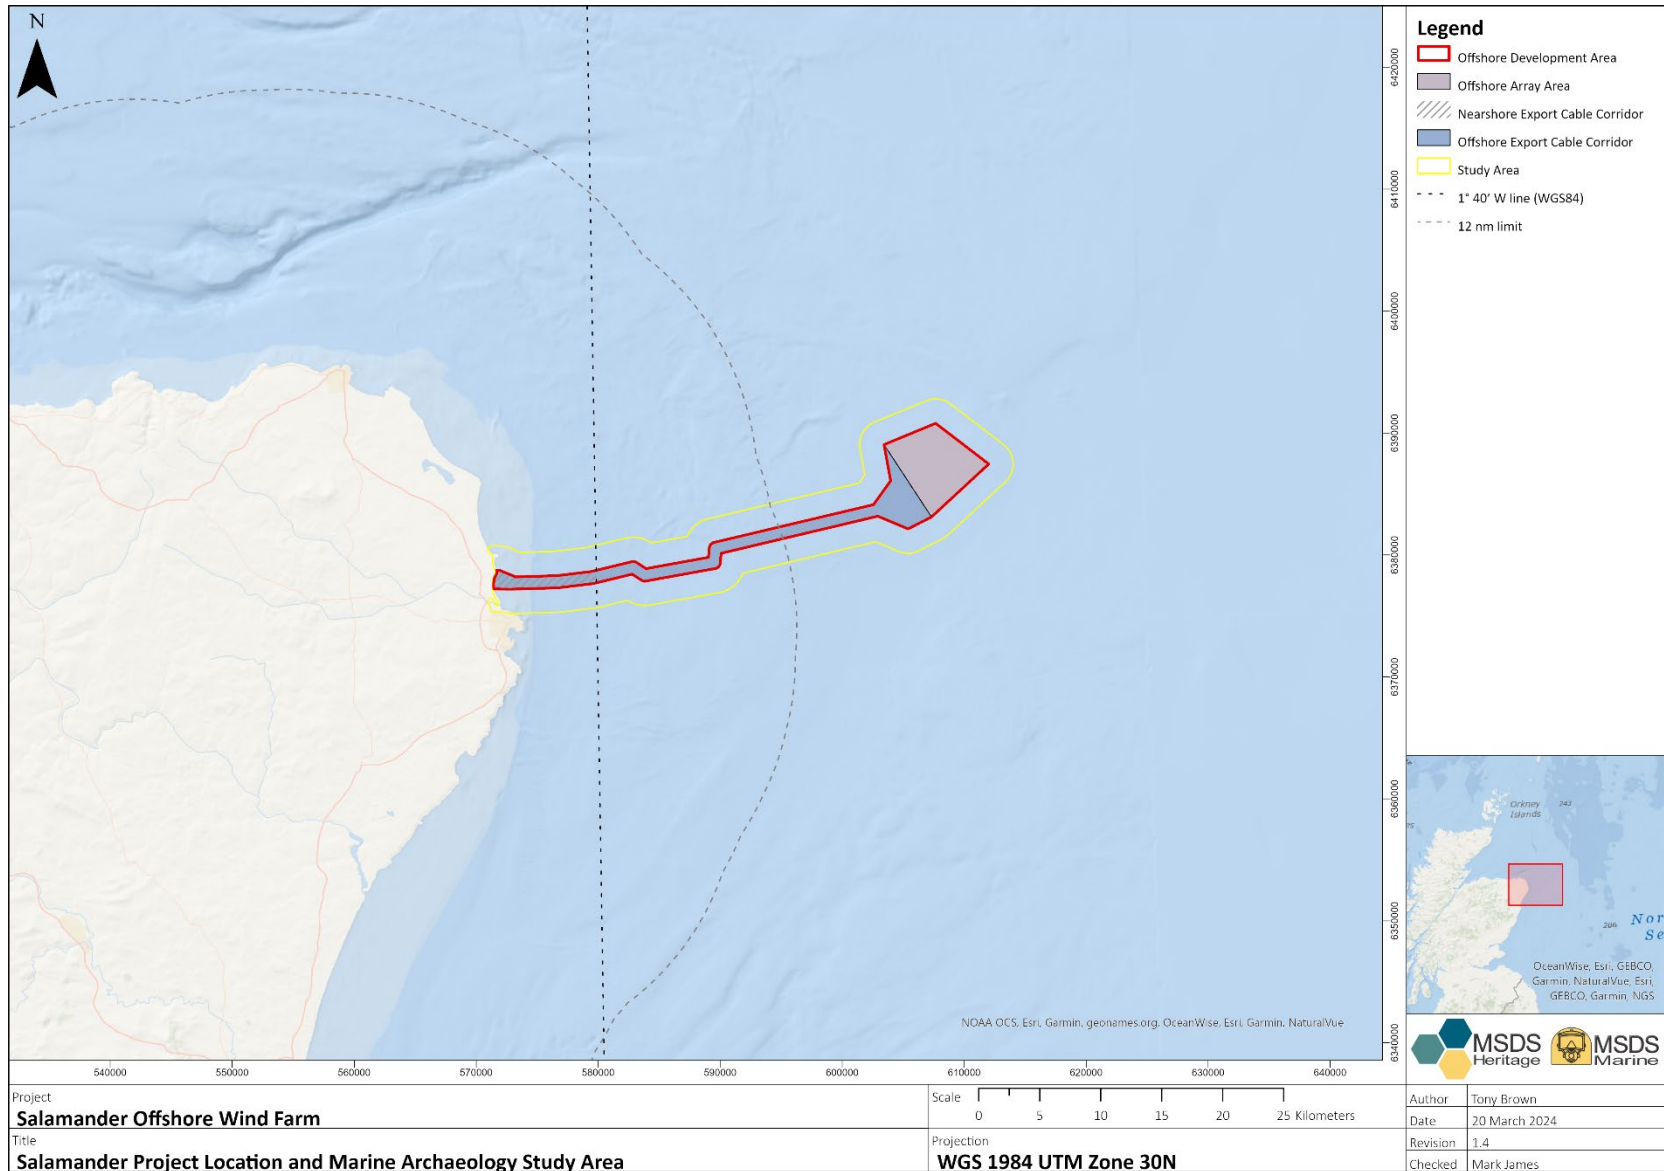 N
Legend
Offshore Development Area
Offshore Array Area
Nearshore Export Cable Corridor
Offshore Export Cable Corridor
Study Area
1° 40' W line (WGS84)
12 nm limit
6420000
6410000
6400000
6390000
6380000
6370000
6360000
6350000
6340000
540000 550000 560000 570000 580000 590000 600000 610000 620000 630000 640000
NOAA OCS, Esri, Garmin, geonames.org, OceanWise, Esri, Garmin, NaturalVue
Orkney
Islands
242
206
Nor
Se
OceanWise, Esri, GEBCO,
Garmin, NaturalVue, Esri,
GEBCO, Garmin, NGS
MSDS
Heritage
MSDS
Marine
Project
Salamander Offshore Wind Farm
Title
Salamander Project Location and Marine Archaeology Study Area
Scale
0 5 10 15 20 25 Kilometers
Projection
WGS 1984 UTM Zone 30N
Author Tony Brown
Date 20 March 2024
Revision 1.4
Checked Mark James